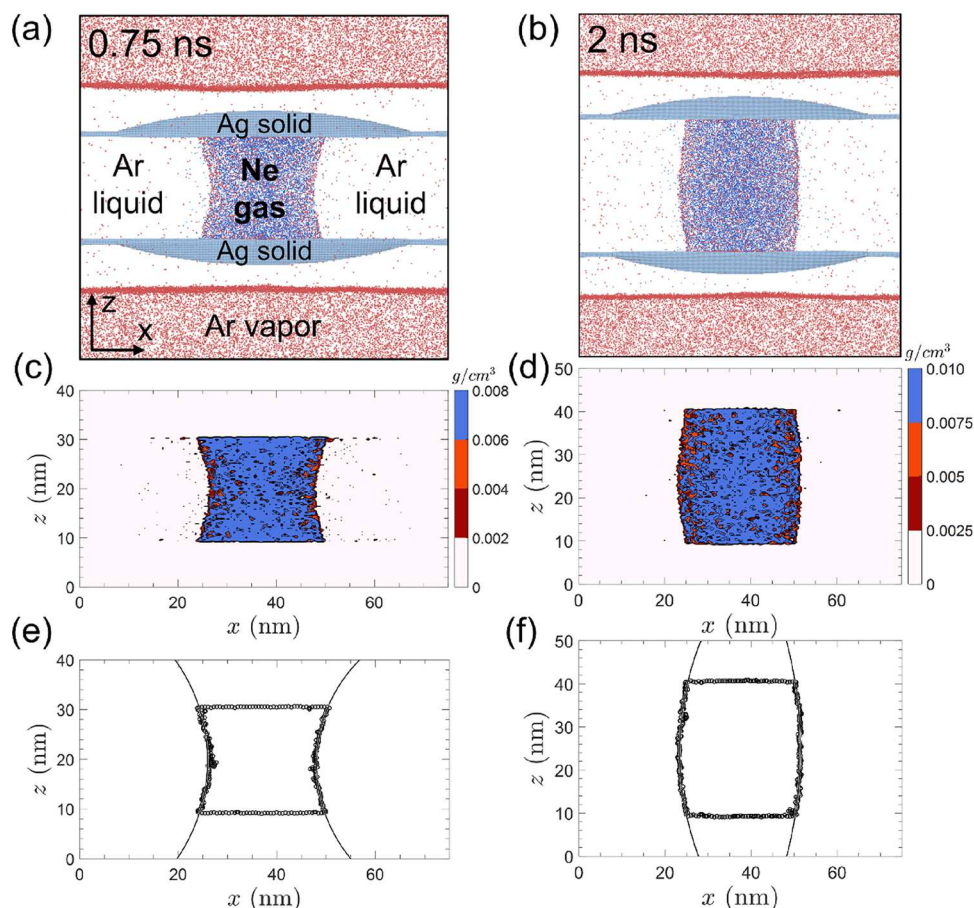 (a)
0.75 ns
Ag solid
Ar liquid
Ne gas
Ar liquid
Ag solid
z
x
Ar vapor
(b)
2 ns
(c)
g/cm³
0.008
0.006
0.004
0.002
0
40
30
20
10
0
z (nm)
0 20 40 60
x (nm)
(d)
g/cm³
0.010
0.0075
0.005
0.0025
0
50
40
30
20
10
0
z (nm)
0 20 40 60
x (nm)
(e)
40
30
20
10
0
z (nm)
0 20 40 60
x (nm)
(f)
50
40
30
20
10
0
z (nm)
0 20 40 60
x (nm)